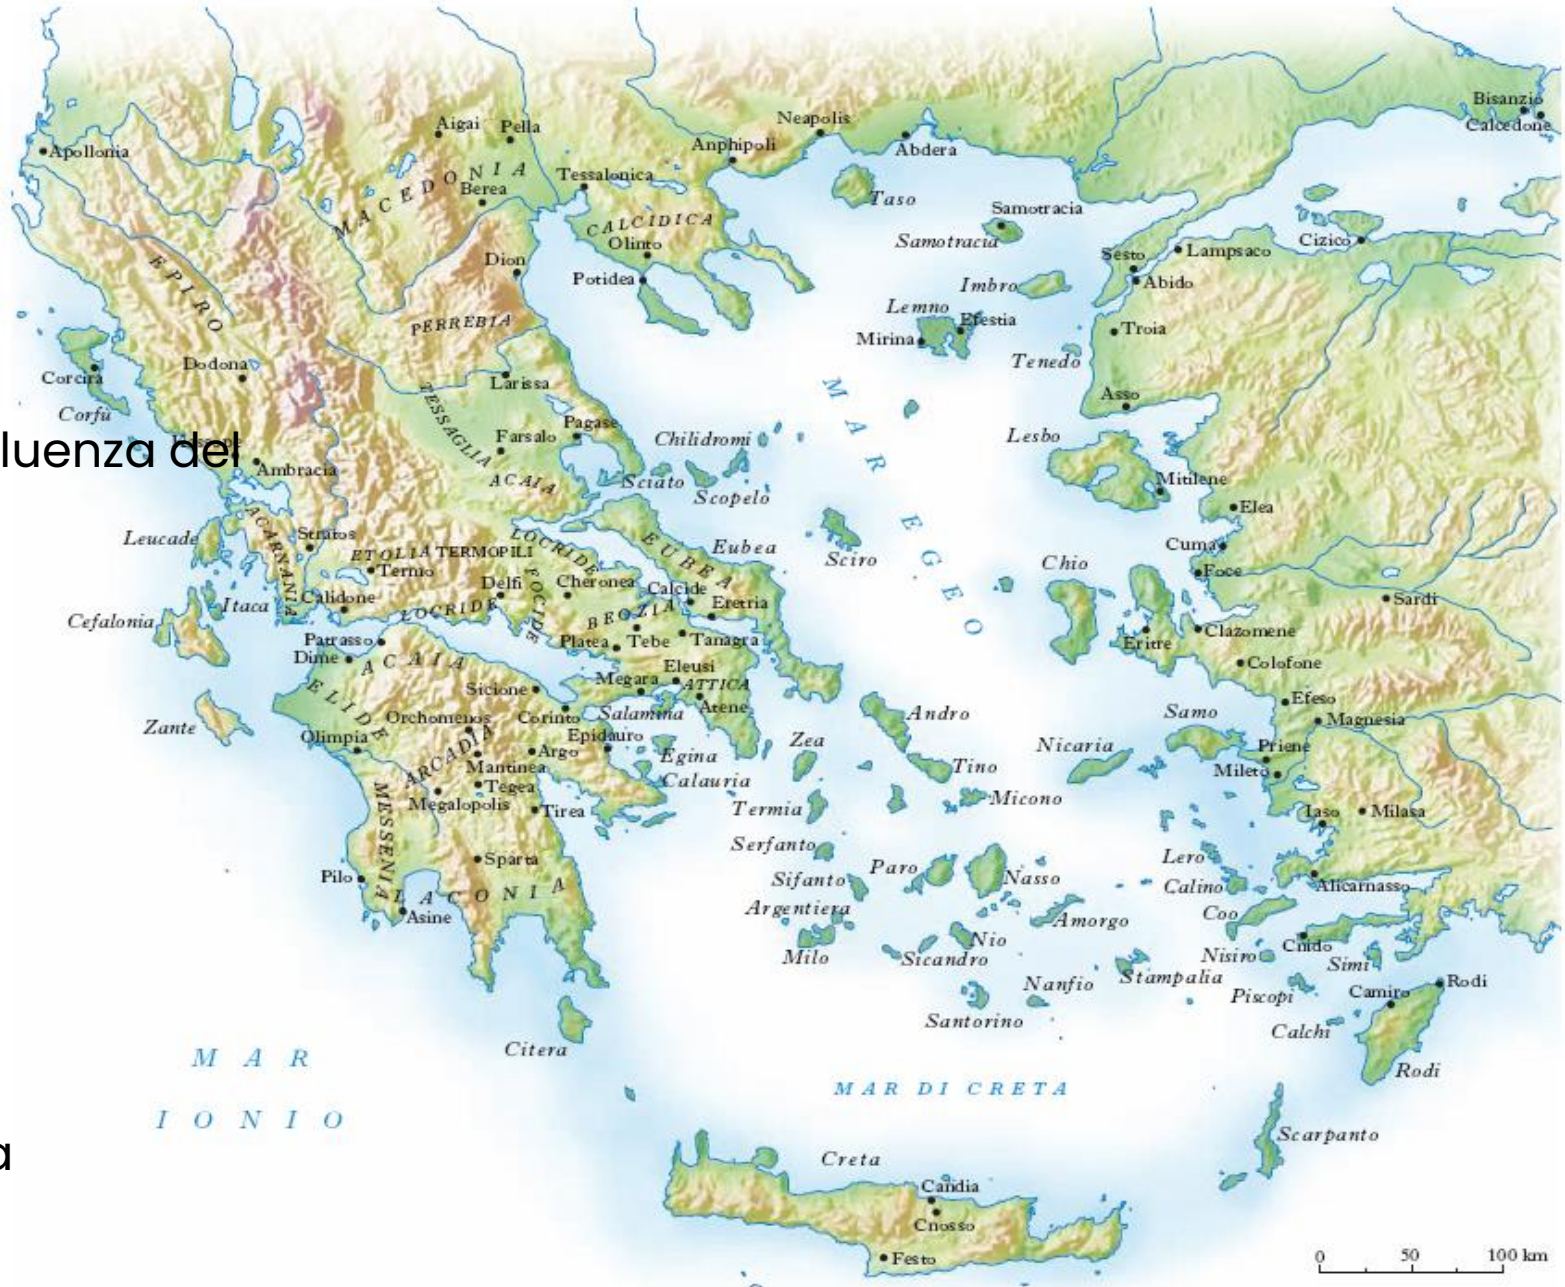 Bisanzio
Calcedone
Neapolis
Aigai
Pella
Anphipoli
Abdera
Apollonia
Tessalonica
MACEDONIA
Berea
Taso
CALCIDICA
Samotracia
Samotracia
Olinto
Cizico
Sesto
Lampsaco
EPIRO
Dion
Potidea
Imbro
Abido
Lemno
Efestia
PERREBIA
Mirina
Troia
Tenedo
Dodona
Corcira
Larissa
Asso
Corfù
TESSAGLIA
MAR EGEO
Pagase
Farsalo
Chilidromi
Lesbo
luenza del
Ambracia
ACAIA
Sciato
Scopelo
Mitilene
Elea
ACARNANIA
Leucade
Stratos
ETOLIA
TERMOPILI
LOCRIDE
EUBEA
Eubea
Sciro
Cuma
Chio
Termo
Foce
Delfi
FOCIDE
Cheronea
Calcide
Sardi
Itaca
Calidone
LOCRIDE
BEOZIA
Eretria
Cefalonia
Patrasso
Platea
Tebe
Tanagra
Eritre
Clazomene
Dime
ACAIA
Eleusi
Colofone
Megara
ATTICA
ELIDE
Sicione
Atene
Efeso
Zante
Orchomenos
Corinto
Salamina
Andro
Samo
Magnesia
Olimpia
Epidauro
Zea
Nicaria
Priene
ARCADIA
Argo
Egina
Mantinea
Tino
Mileto
Calauria
Tegea
Micono
Megalopolis
Termia
Tirea
Iaso
Milasa
MESSENIA
Serfanto
Sparta
Paro
Lero
Pilo
Sifanto
Nasso
Calino
Alicarnasso
LACONIA
Argentiera
Asine
Amorgo
Coo
Nio
Cnido
Milo
Sicandro
Nisiro
Simi
Stampalia
Nanfio
Piscopi
Camiro
Rodi
Santorino
Calchi
Citera
MAR
IONIO
Rodi
MAR DI CRETA
Scarpanto
a
Creta
Candia
Cnosso
Festo
0 50 100 km